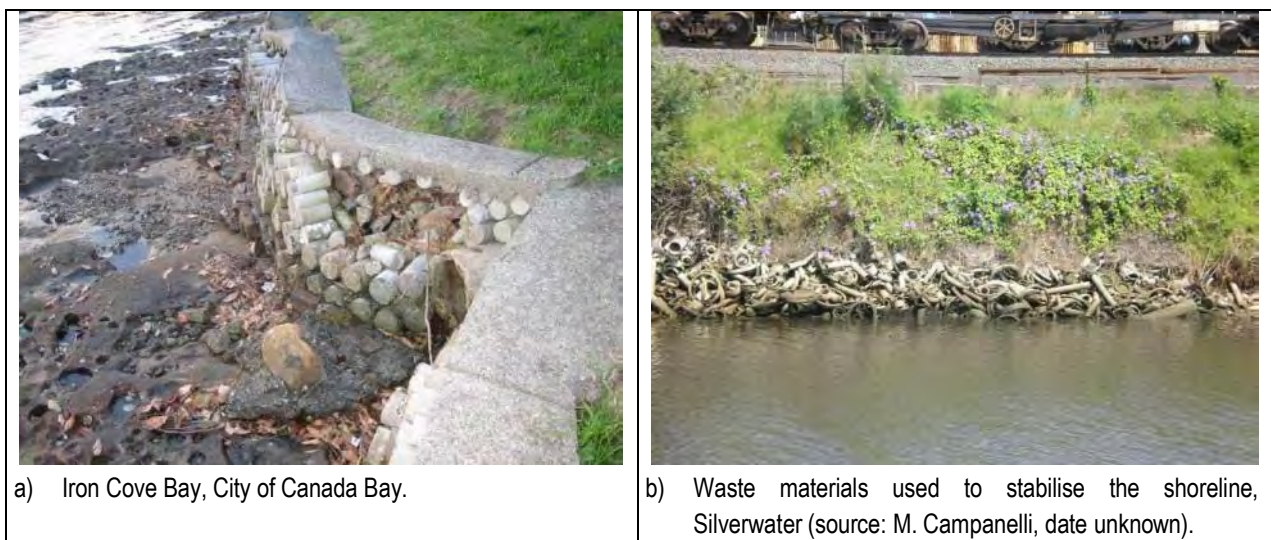 a) Iron Cove Bay, City of Canada Bay.
b) Waste materials used to stabilise the shoreline,
Silverwater (source: M. Campanelli, date unknown).